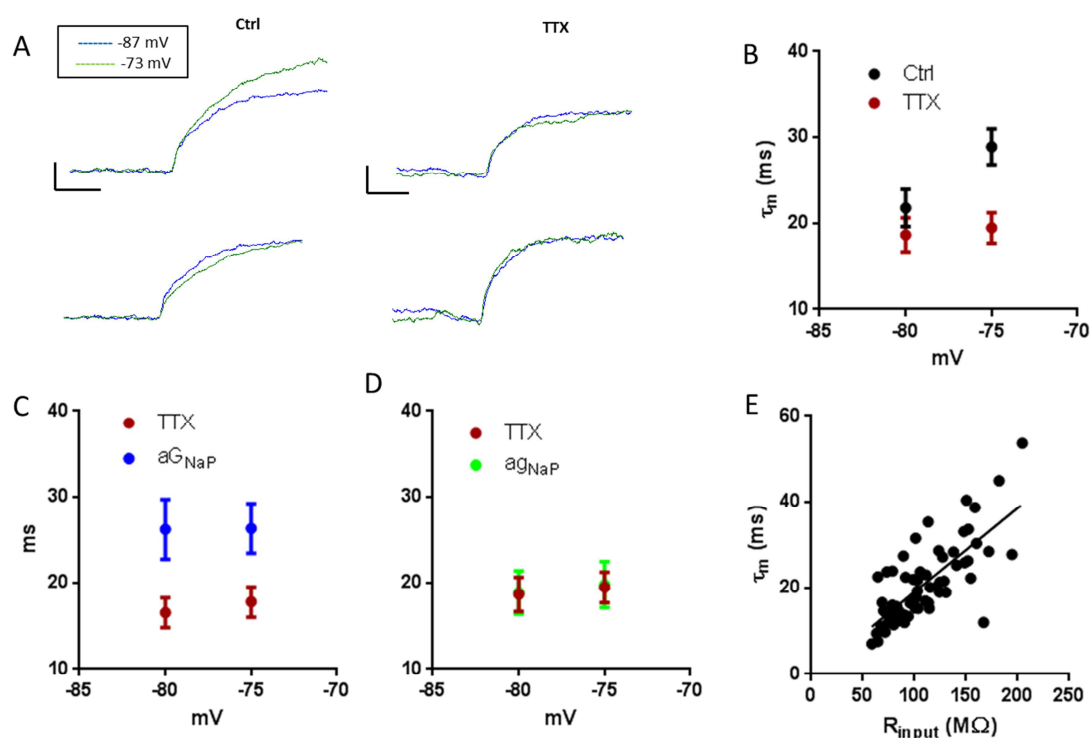 A
Ctrl
TTX
-87 mV
-73 mV
B
40
30
20
10
τm (ms)
Ctrl
TTX
-85
-80
-75
-70
mV
C
40
30
20
10
ms
TTX
aGNaP
-85
-80
-75
-70
mV
D
40
30
20
10
TTX
agNaP
-85
-80
-75
-70
mV
E
60
40
20
0
τm (ms)
0
50
100
150
200
250
Rinput (MΩ)